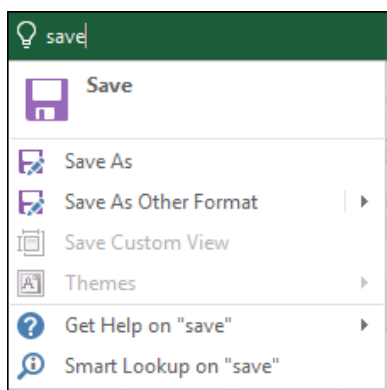 save
Save
Save As
Save As Other Format
Save Custom View
Themes
Get Help on "save"
Smart Lookup on "save"